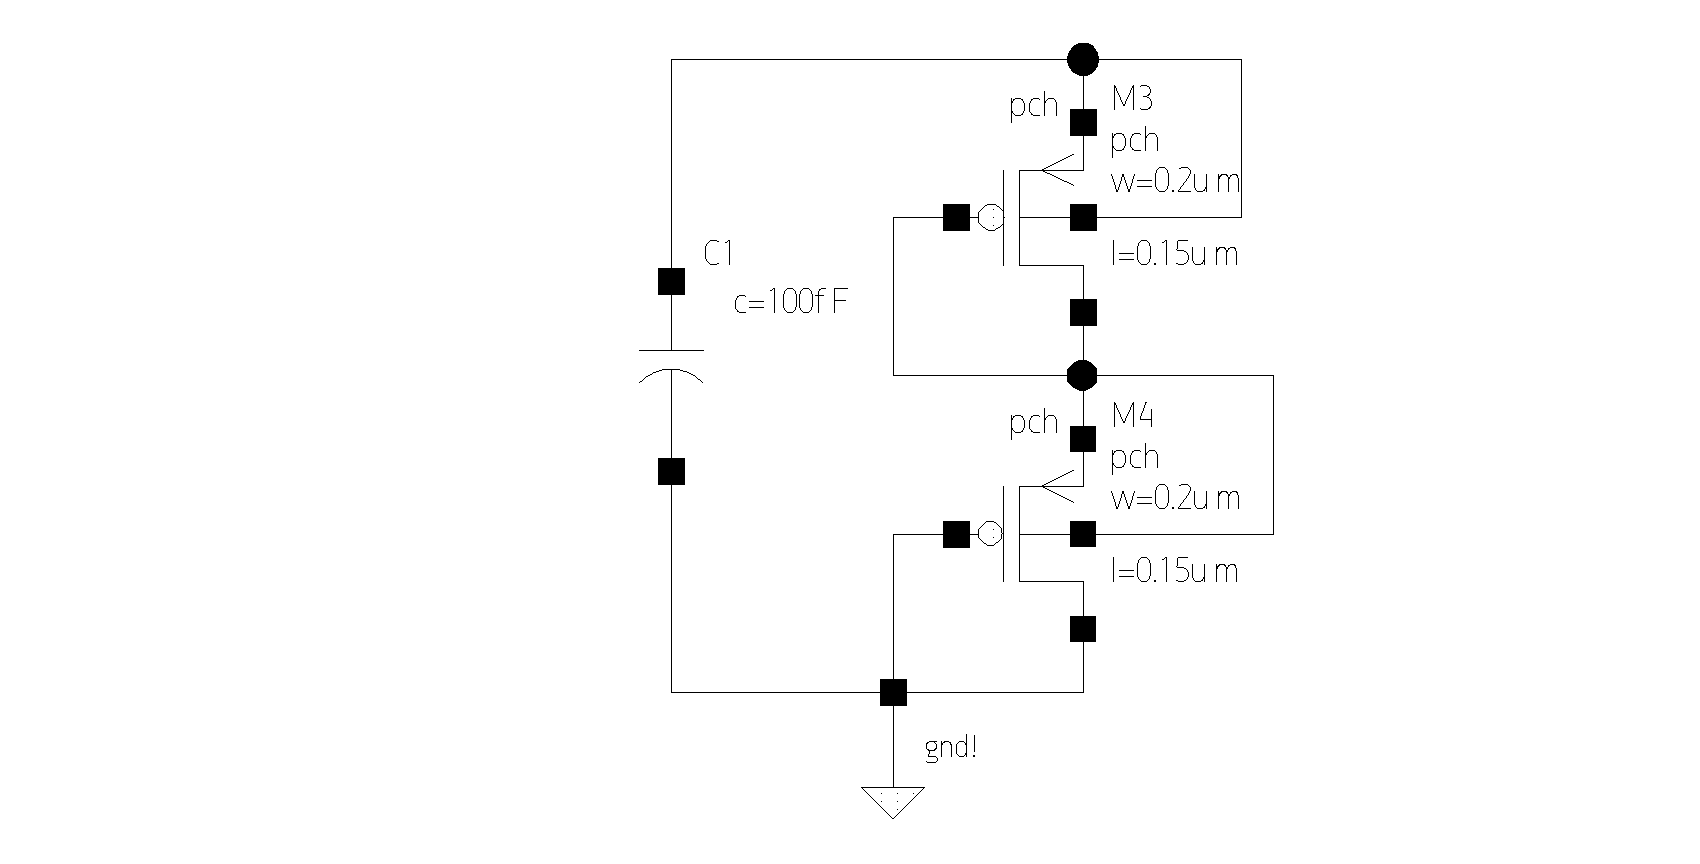 pch
M3
pch
w=0.2u m
l=0.15u m
C1
c=100f F
pch
M4
pch
w=0.2u m
l=0.15u m
gnd!